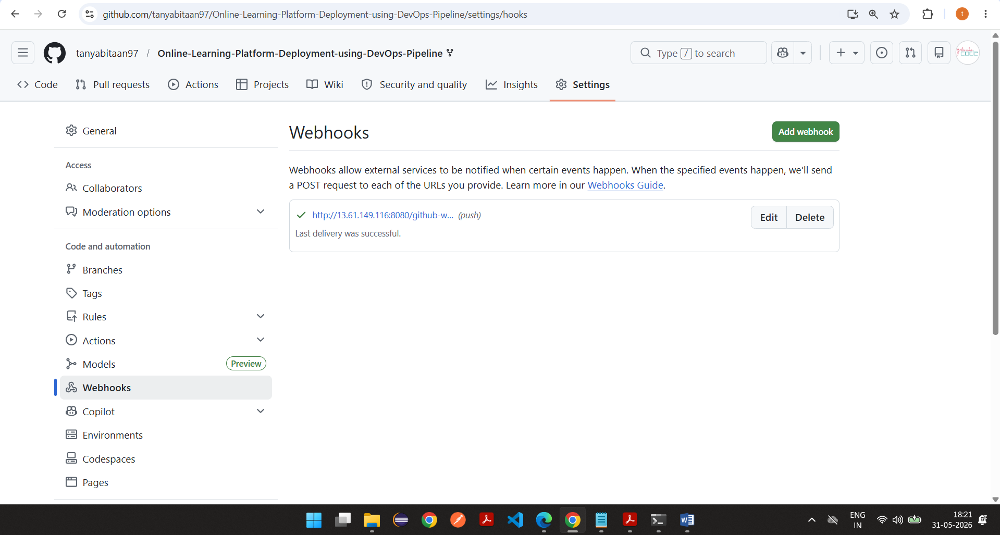 github.com/tanyabitaan97/Online-Learning-Platform-Deployment-using-DevOps-Pipeline/settings/hooks
t
tanyabitaan97 / Online-Learning-Platform-Deployment-using-DevOps-Pipeline
Type / to search
Code Pull requests Actions Projects Wiki Security and quality Insights Settings
General
Access
Collaborators
Moderation options
Code and automation
Branches
Tags
Rules
Actions
Models Preview
Webhooks
Copilot
Environments
Codespaces
Pages
Webhooks
Add webhook
Webhooks allow external services to be notified when certain events happen. When the specified events happen, we'll send
a POST request to each of the URLs you provide. Learn more in our Webhooks Guide.
http://13.61.149.116:8080/github-w... (push)
Edit Delete
Last delivery was successful.
ENG
IN
18:21
31-05-2026